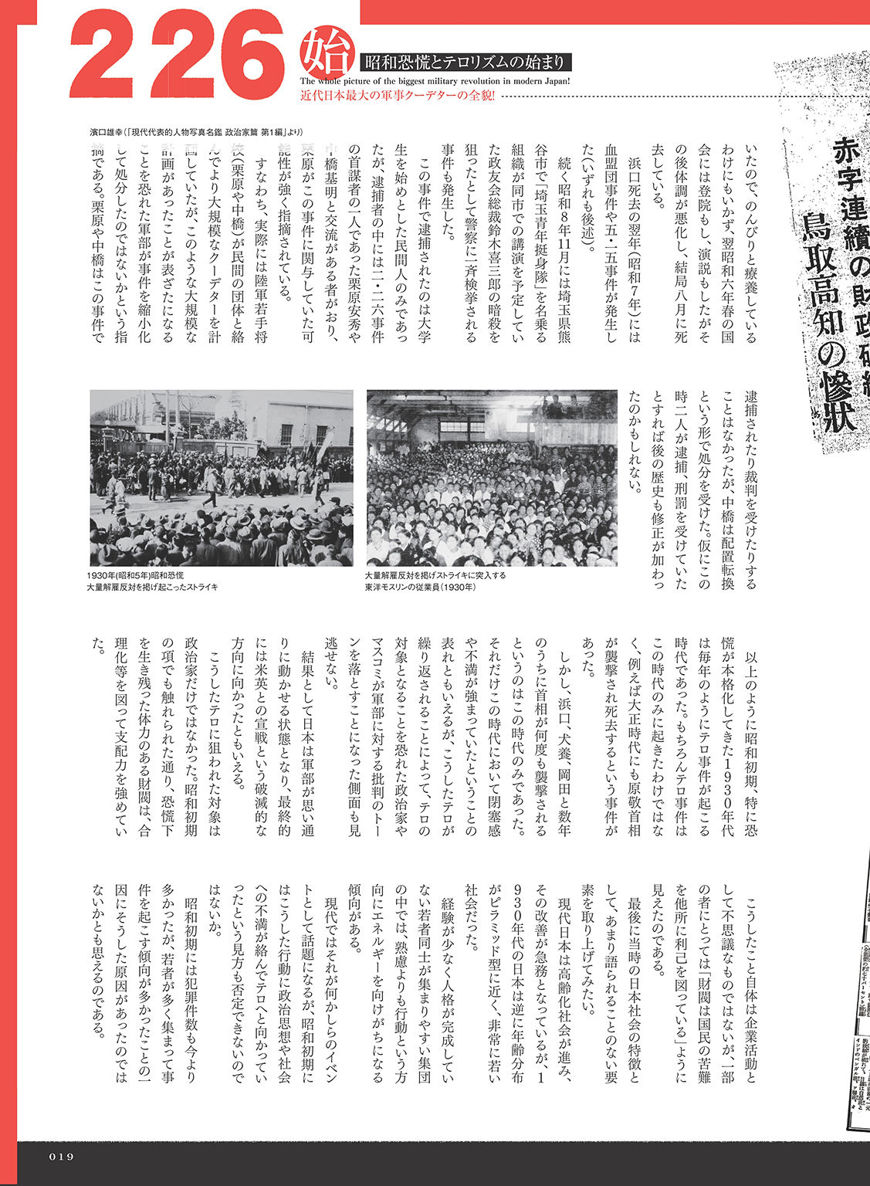 226
始
昭和恐慌とテロリズムの始まり
The whole picture of the biggest military revolution in modern Japan!
近代日本最大の軍事クーデターの全貌!
濱口雄幸(「現代代表的人物写真名鑑 政治家篇 第1編」より)
赤字連續の財政破綻
鳥取高知の慘狀
いたので、のんびりと療養している
わけにもいかず、翌昭和六年春の国
会には登院もし、演説もしたがそ
の後体調が悪化し、結局八月に死
去している。
浜口死去の翌年(昭和7年)には
血盟団事件や五・五事件が発生し
た(いずれも後述)。
続く昭和8年11月には埼玉県熊
谷市で「埼玉青年挺身隊」を名乗る
組織が同市での講演を予定してい
た政友会総裁鈴木喜三郎の暗殺を
狙ったとして警察に一斉検挙される
事件も発生した。
この事件で逮捕されたのは大学
生を始めとした民間人のみであっ
たが、逮捕者の中には二・二六事件
の首謀者の一人であった栗原安秀や
中橋基明と交流がある者がおり、
栗原がこの事件に関与していた可
能性が強く指摘されている。
すなわち、実際には陸軍若手将
校(栗原や中橋)が民間の団体と絡
んでより大規模なクーデターを計
画していたが、このような大規模な
計画があったことが表ざたになる
ことを恐れた軍部が事件を縮小化
して処分したのではないかという指
摘である。栗原や中橋はこの事件で
逮捕されたり裁判を受けたりする
ことはなかったが、中橋は配置転換
という形で処分を受けた。仮にこの
時二人が逮捕、刑罰を受けていた
とすれば後の歴史も修正が加わっ
たのかもしれない。
1930年(昭和5年)昭和恐慌
大量解雇反対を掲げ起こったストライキ
大量解雇反対を掲げストライキに突入する
東洋モスリンの従業員(1930年)
以上のように昭和初期、特に恐
慌が本格化してきた1930年代
は毎年のようにテロ事件が起こる
時代であった。もちろんテロ事件は
この時代のみに起きたわけではな
く、例えば大正時代にも原敬首相
が襲撃され死去するという事件が
あった。
しかし、浜口、犬養、岡田と数年
のうちに首相が何度も襲撃される
というのはこの時代のみであった。
それだけこの時代において閉塞感
や不満が強まっていたということの
表れともいえるが、こうしたテロが
繰り返されることによって、テロの
対象となることを恐れた政治家や
マスコミが軍部に対する批判のトー
ンを落とすことになった側面も見
逃せない。
結果として日本は軍部が思い通
りに動かせる状態となり、最終的
には米英との宣戦という破滅的な
方向に向かったともいえる。
こうしたテロに狙われた対象は
政治家だけではなかった。昭和初期
の項でも触れられた通り、恐慌下
を生き残った体力のある財閥は、合
理化等を図って支配力を強めてい
た。
こうしたこと自体は企業活動と
して不思議なものではないが、一部
の者にとっては「財閥は国民の苦難
を他所に利己を図っている」ように
見えたのである。
最後に当時の日本社会の特徴と
して、あまり語られることのない要
素を取り上げてみたい。
現代日本は高齢化社会が進み、
その改善が急務となっているが、1
930年代の日本は逆に年齢分布
がピラミッド型に近く、非常に若い
社会だった。
経験が少なく人格が完成してい
ない若者同士が集まりやすい集団
の中では、熟慮よりも行動という方
向にエネルギーを向けがちになる
傾向がある。
現代ではそれが何かしらのイベン
トとして話題になるが、昭和初期に
はこうした行動に政治思想や社会
への不満が絡んでテロへと向かってい
ったという見方も否定できないので
はないか。
昭和初期には犯罪件数も今より
多かったが、若者が多く集まって事
件を起こす傾向が多かったことの一
因にそうした原因があったのでは
ないかとも思えるのである。
019